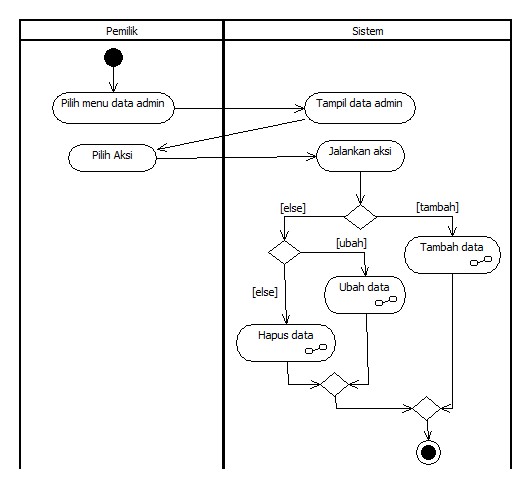 Pemilik
Sistem
Pilih menu data admin
Tampil data admin
Pilih Aksi
Jalankan aksi
[else]
[tambah]
[ubah]
Tambah data
[else]
Ubah data
Hapus data